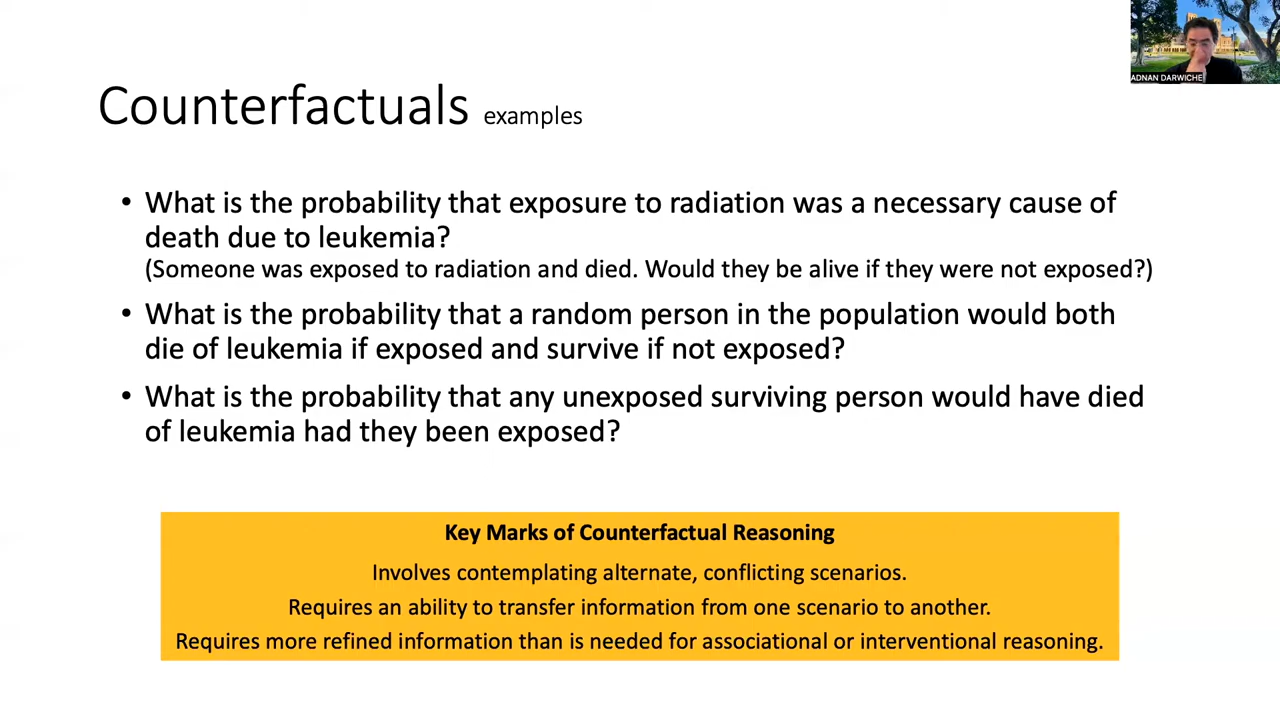 ADNAN DARWICHE
Counterfactuals examples
• What is the probability that exposure to radiation was a necessary cause of
death due to leukemia?
(Someone was exposed to radiation and died. Would they be alive if they were not exposed?)
• What is the probability that a random person in the population would both
die of leukemia if exposed and survive if not exposed?
• What is the probability that any unexposed surviving person would have died
of leukemia had they been exposed?
Key Marks of Counterfactual Reasoning
Involves contemplating alternate, conflicting scenarios.
Requires an ability to transfer information from one scenario to another.
Requires more refined information than is needed for associational or interventional reasoning.